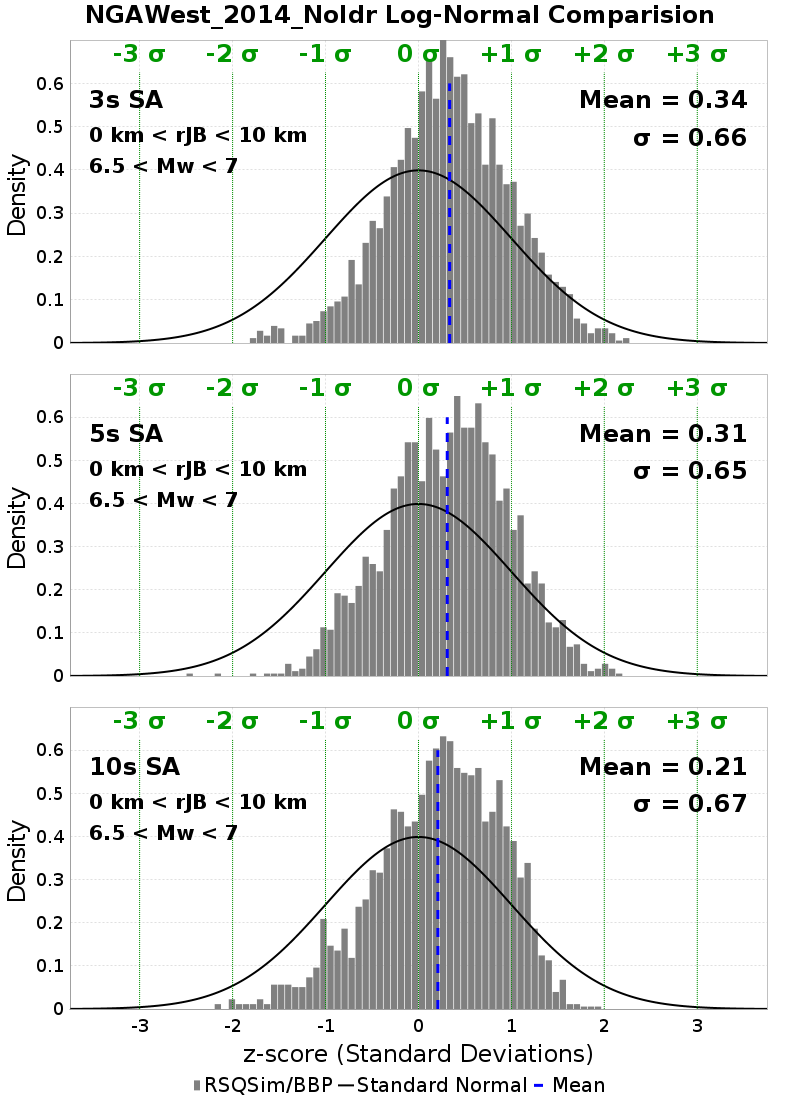 NGAWest_2014_NoIdr Log-Normal Comparision
-3 σ -2 σ -1 σ 0 σ +1 σ +2 σ +3 σ
3s SA
Mean = 0.34
0 km < rJB < 10 km
σ = 0.66
6.5 < Mw < 7
0.6
0.5
0.4
0.3
0.2
0.1
0
Density
-3 σ -2 σ -1 σ 0 σ +1 σ +2 σ +3 σ
5s SA
Mean = 0.31
0 km < rJB < 10 km
σ = 0.65
6.5 < Mw < 7
0.6
0.5
0.4
0.3
0.2
0.1
0
Density
-3 σ -2 σ -1 σ 0 σ +1 σ +2 σ +3 σ
10s SA
Mean = 0.21
0 km < rJB < 10 km
σ = 0.67
6.5 < Mw < 7
0.6
0.5
0.4
0.3
0.2
0.1
0
Density
-3 -2 -1 0 1 2 3
z-score (Standard Deviations)
RSQSim/BBP Standard Normal Mean